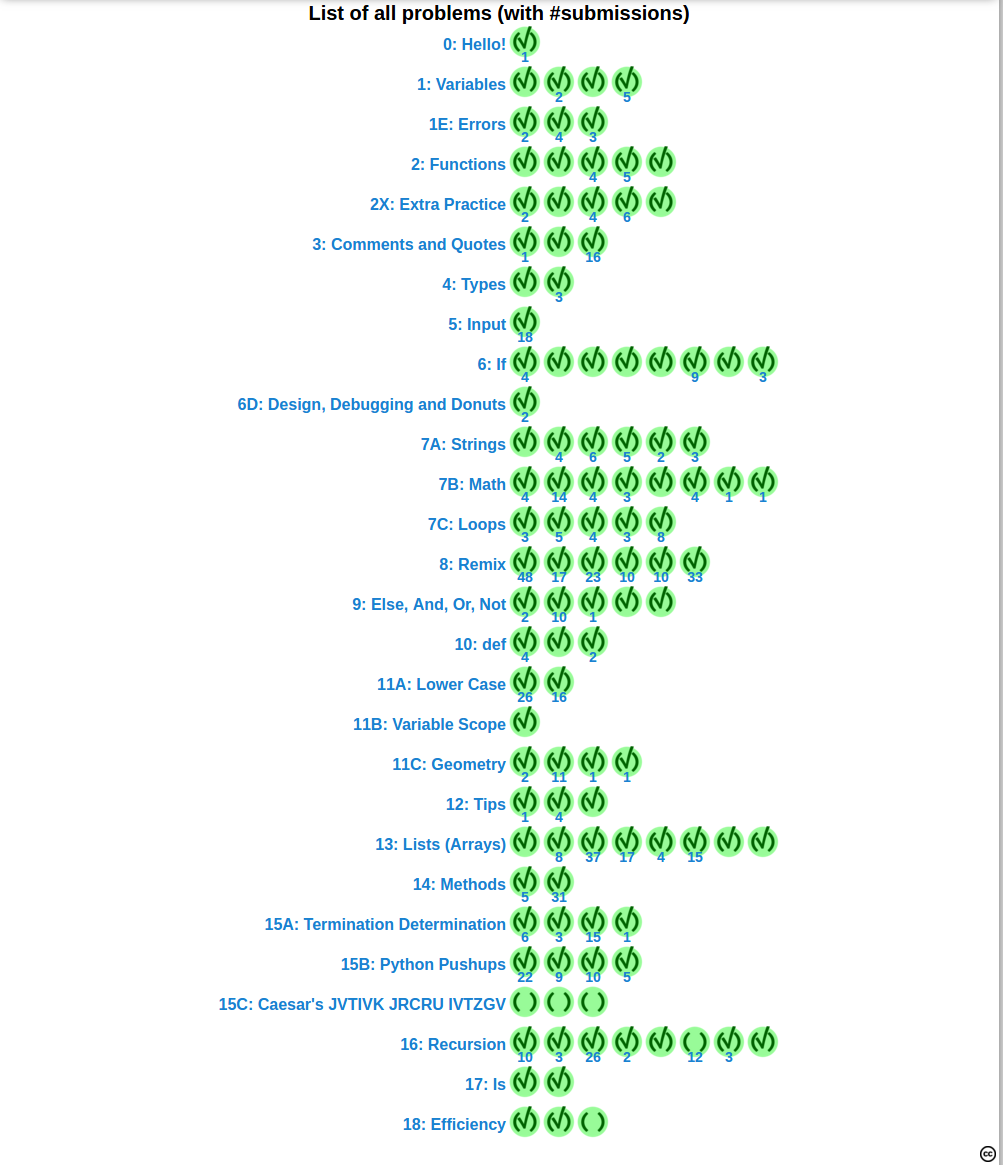 List of all problems (with #submissions)
0: Hello!
1
1: Variables
2 5
1E: Errors
2 4 3
2: Functions
4 5
2X: Extra Practice
2 4 6
3: Comments and Quotes
1 16
4: Types
3
5: Input
18
6: If
4 9 3
6D: Design, Debugging and Donuts
2
7A: Strings
4 6 5 2 3
7B: Math
4 14 4 3 4 1 1
7C: Loops
3 5 4 3 8
8: Remix
48 17 23 10 10 33
9: Else, And, Or, Not
2 10 1
10: def
4 2
11A: Lower Case
26 16
11B: Variable Scope
11C: Geometry
2 11 1 1
12: Tips
1 4
13: Lists (Arrays)
8 37 17 4 15
14: Methods
5 31
15A: Termination Determination
6 3 15 1
15B: Python Pushups
22 9 10 5
15C: Caesar's JVTIVK JRCRU IVTZGV
16: Recursion
10 3 26 2 12 3
17: Is
18: Efficiency
cc